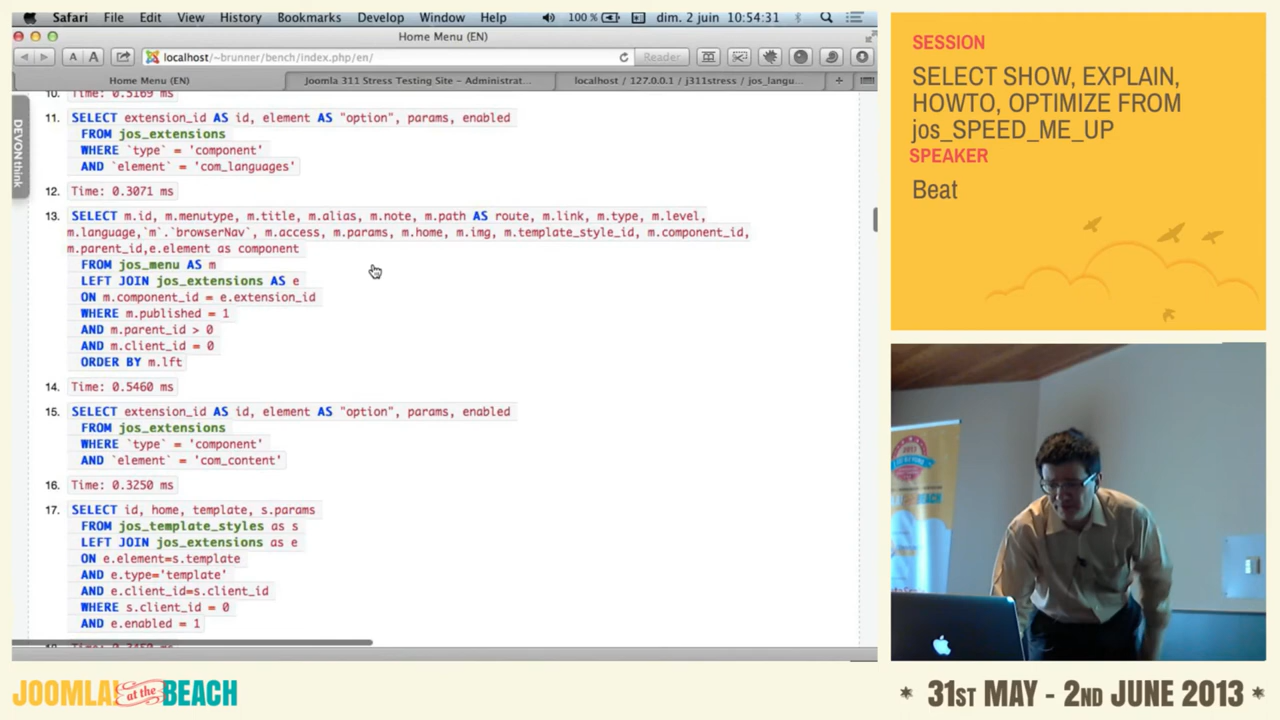 Safari File Edit View History Bookmarks Develop Window Help 100 % dim. 2 juin 10:54:31
Home Menu (EN)
A A localhost/~brunner/bench/index.php/en/ Reader
Home Menu (EN) Joomla 311 Stress Testing Site – Administrat... localhost / 127.0.0.1 / j311stress / jos_langu... +
DEVONthink
10. Time: 0.5169 ms
11. SELECT extension_id AS id, element AS "option", params, enabled
FROM jos_extensions
WHERE `type` = 'component'
AND `element` = 'com_languages'
12. Time: 0.3071 ms
13. SELECT m.id, m.menutype, m.title, m.alias, m.note, m.path AS route, m.link, m.type, m.level,
m.language,`m`.`browserNav`, m.access, m.params, m.home, m.img, m.template_style_id, m.component_id,
m.parent_id,e.element as component
FROM jos_menu AS m
LEFT JOIN jos_extensions AS e
ON m.component_id = e.extension_id
WHERE m.published = 1
AND m.parent_id > 0
AND m.client_id = 0
ORDER BY m.lft
14. Time: 0.5460 ms
15. SELECT extension_id AS id, element AS "option", params, enabled
FROM jos_extensions
WHERE `type` = 'component'
AND `element` = 'com_content'
16. Time: 0.3250 ms
17. SELECT id, home, template, s.params
FROM jos_template_styles as s
LEFT JOIN jos_extensions as e
ON e.element=s.template
AND e.type='template'
AND e.client_id=s.client_id
WHERE s.client_id = 0
AND e.enabled = 1
SESSION
SELECT SHOW, EXPLAIN,
HOWTO, OPTIMIZE FROM
jos_SPEED_ME_UP
SPEAKER
Beat
JOOMLA! at the BEACH
* 31ST MAY - 2ND JUNE 2013 *